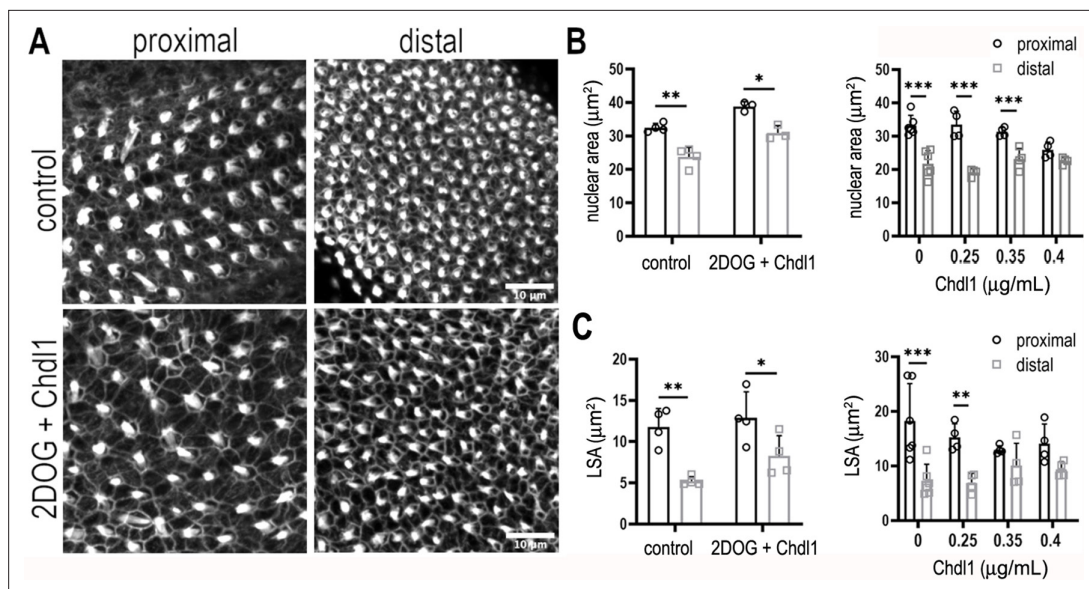 A
proximal
distal
control
10 µm
2DOG + Chdl1
10 µm
B
nuclear area (µm²)
50
40
30
20
10
0
**
*
control
2DOG + Chdl1
proximal
distal
nuclear area (µm²)
50
40
30
20
10
0
***
***
***
0
0.25
0.35
0.4
Chdl1 (µg/mL)
C
LSA (µm²)
20
15
10
5
0
**
*
control
2DOG + Chdl1
proximal
distal
LSA (µm²)
30
20
10
0
***
**
0
0.25
0.35
0.4
Chdl1 (µg/mL)